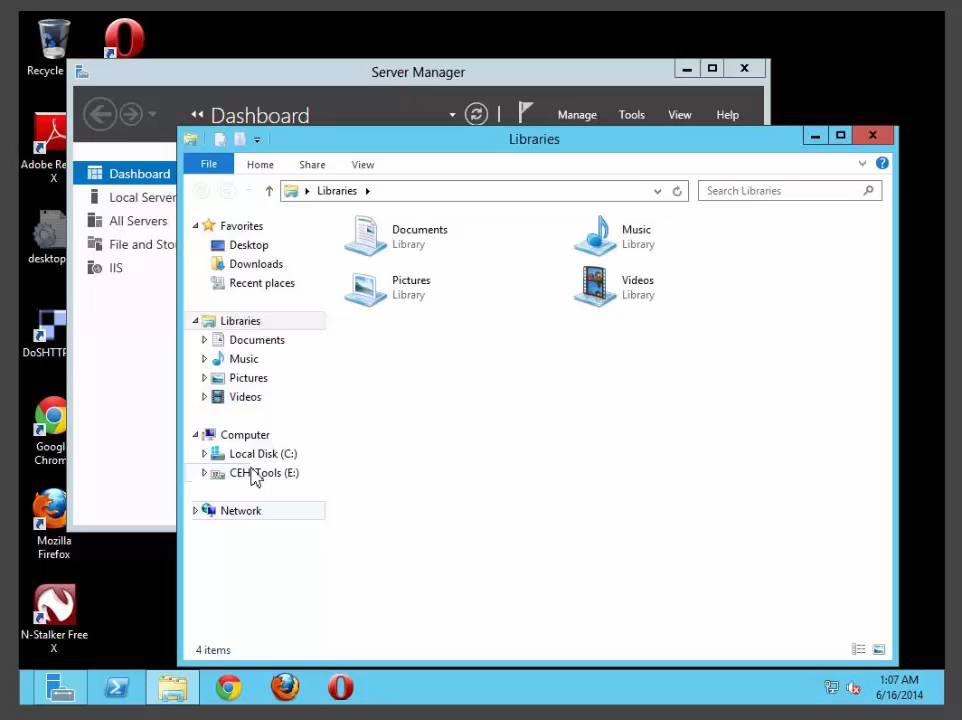 Recycle
Server Manager
Dashboard
Manage
Tools
View
Help
Libraries
File
Home
Share
View
Libraries
Search Libraries
Adobe Re
X
Dashboard
Local Server
All Servers
File and Sto
IIS
desktop
DoSHTTP
Googl
Chrom
Mozilla
Firefox
N-Stalker Free
X
Favorites
Desktop
Downloads
Recent places
Libraries
Documents
Music
Pictures
Videos
Computer
Local Disk (C:)
CEH Tools (E:)
Network
Documents
Library
Music
Library
Pictures
Library
Videos
Library
4 items
1:07 AM
6/16/2014